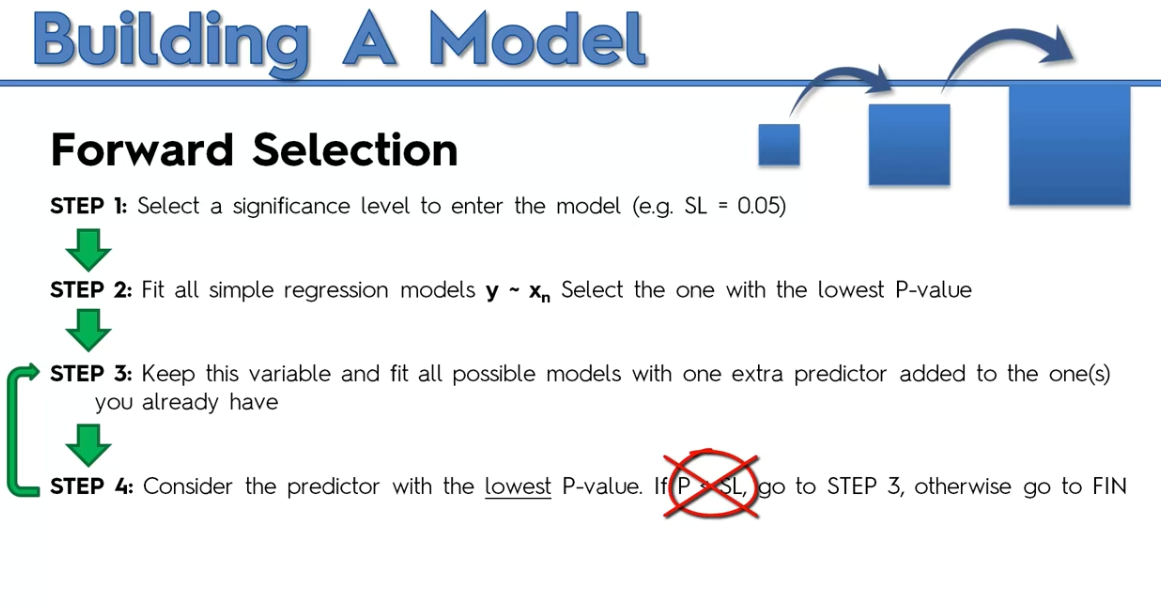 Building A Model
Forward Selection
STEP 1: Select a significance level to enter the model (e.g. SL = 0.05)
STEP 2: Fit all simple regression models y ~ xn Select the one with the lowest P-value
STEP 3: Keep this variable and fit all possible models with one extra predictor added to the one(s)
you already have
STEP 4: Consider the predictor with the lowest P-value. If P < SL, go to STEP 3, otherwise go to FIN